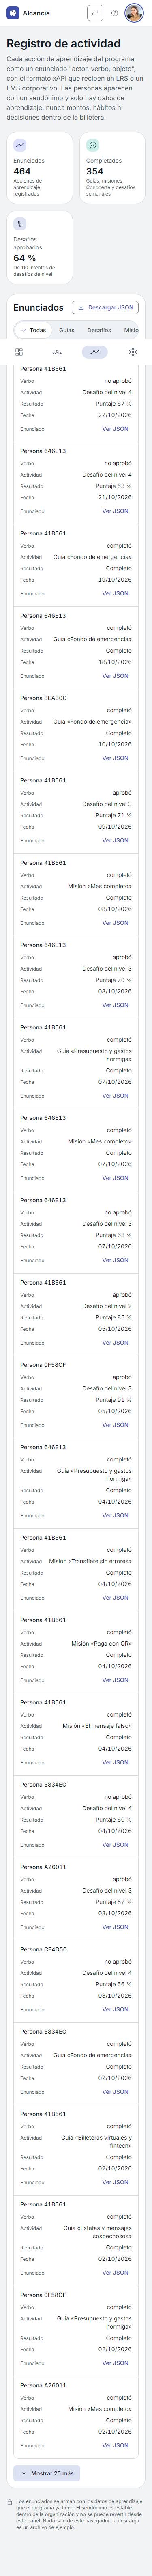 Alcancía
Registro de actividad
Cada acción de aprendizaje del programa
como un enunciado "actor, verbo, objeto",
con el formato xAPI que reciben un LRS o un
LMS corporativo. Las personas aparecen
con un seudónimo y solo hay datos de
aprendizaje: nunca montos, hábitos ni
decisiones dentro de la billetera.
Enunciados
464
Acciones de
aprendizaje
registradas
Completados
354
Guías, misiones,
Conocerte y desafíos
semanales
Desafíos
aprobados
64 %
De 110 intentos de
desafíos de nivel
Enunciados
Descargar JSON
Todas
Guías
Desafíos
Misio
Persona 41B561
Verbo no aprobó
Actividad Desafío del nivel 4
Resultado Puntaje 67 %
Fecha 22/10/2026
Enunciado Ver JSON
Persona 646E13
Verbo no aprobó
Actividad Desafío del nivel 4
Resultado Puntaje 53 %
Fecha 21/10/2026
Enunciado Ver JSON
Persona 41B561
Verbo completó
Actividad Guía «Fondo de emergencia»
Resultado Completo
Fecha 19/10/2026
Enunciado Ver JSON
Persona 646E13
Verbo completó
Actividad Guía «Fondo de emergencia»
Resultado Completo
Fecha 18/10/2026
Enunciado Ver JSON
Persona 8EA30C
Verbo completó
Actividad Guía «Fondo de emergencia»
Resultado Completo
Fecha 10/10/2026
Enunciado Ver JSON
Persona 41B561
Verbo aprobó
Actividad Desafío del nivel 3
Resultado Puntaje 71 %
Fecha 09/10/2026
Enunciado Ver JSON
Persona 41B561
Verbo completó
Actividad Misión «Mes completo»
Resultado Completo
Fecha 08/10/2026
Enunciado Ver JSON
Persona 646E13
Verbo aprobó
Actividad Desafío del nivel 3
Resultado Puntaje 70 %
Fecha 08/10/2026
Enunciado Ver JSON
Persona 41B561
Verbo completó
Actividad Guía «Presupuesto y gastos
hormiga»
Resultado Completo
Fecha 07/10/2026
Enunciado Ver JSON
Persona 646E13
Verbo completó
Actividad Misión «Mes completo»
Resultado Completo
Fecha 07/10/2026
Enunciado Ver JSON
Persona 646E13
Verbo no aprobó
Actividad Desafío del nivel 3
Resultado Puntaje 63 %
Fecha 07/10/2026
Enunciado Ver JSON
Persona 41B561
Verbo aprobó
Actividad Desafío del nivel 2
Resultado Puntaje 85 %
Fecha 05/10/2026
Enunciado Ver JSON
Persona 0F58CF
Verbo aprobó
Actividad Desafío del nivel 3
Resultado Puntaje 91 %
Fecha 05/10/2026
Enunciado Ver JSON
Persona 646E13
Verbo completó
Actividad Guía «Presupuesto y gastos
hormiga»
Resultado Completo
Fecha 04/10/2026
Enunciado Ver JSON
Persona 41B561
Verbo completó
Actividad Misión «Transfiere sin errores»
Resultado Completo
Fecha 04/10/2026
Enunciado Ver JSON
Persona 41B561
Verbo completó
Actividad Misión «Paga con QR»
Resultado Completo
Fecha 04/10/2026
Enunciado Ver JSON
Persona 41B561
Verbo completó
Actividad Misión «El mensaje falso»
Resultado Completo
Fecha 04/10/2026
Enunciado Ver JSON
Persona 5834EC
Verbo no aprobó
Actividad Desafío del nivel 4
Resultado Puntaje 60 %
Fecha 04/10/2026
Enunciado Ver JSON
Persona A26011
Verbo aprobó
Actividad Desafío del nivel 3
Resultado Puntaje 87 %
Fecha 03/10/2026
Enunciado Ver JSON
Persona CE4D50
Verbo no aprobó
Actividad Desafío del nivel 4
Resultado Puntaje 56 %
Fecha 03/10/2026
Enunciado Ver JSON
Persona 5834EC
Verbo completó
Actividad Guía «Fondo de emergencia»
Resultado Completo
Fecha 02/10/2026
Enunciado Ver JSON
Persona 41B561
Verbo completó
Actividad Guía «Billeteras virtuales y
fintech»
Resultado Completo
Fecha 02/10/2026
Enunciado Ver JSON
Persona 41B561
Verbo completó
Actividad Guía «Estafas y mensajes
sospechosos»
Resultado Completo
Fecha 02/10/2026
Enunciado Ver JSON
Persona 0F58CF
Verbo completó
Actividad Guía «Presupuesto y gastos
hormiga»
Resultado Completo
Fecha 02/10/2026
Enunciado Ver JSON
Persona A26011
Verbo completó
Actividad Misión «Mes completo»
Resultado Completo
Fecha 02/10/2026
Enunciado Ver JSON
Mostrar 25 más
Los enunciados se arman con los datos de aprendizaje
que el programa ya tiene. El seudónimo es estable
dentro de la organización y no se puede revertir desde
este panel. Nada sale de este navegador: la descarga
es un archivo de ejemplo.